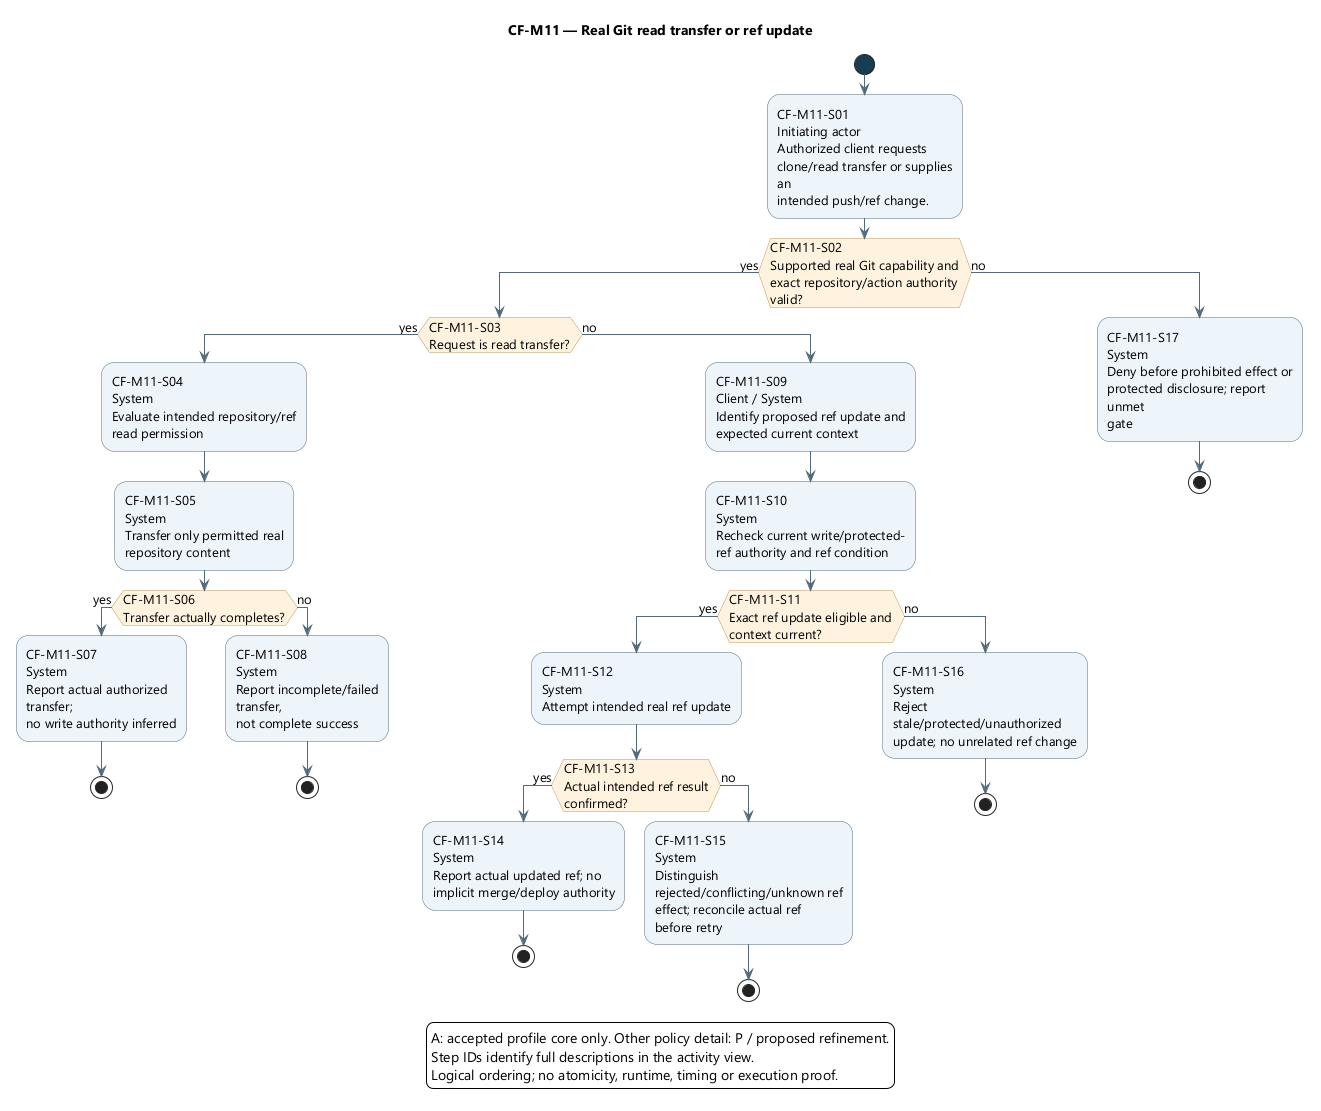 CF-M11 — Real Git read transfer or ref update
CF-M11-S01
Initiating actor
Authorized client requests
clone/read transfer or supplies
an
intended push/ref change.
CF-M11-S02
Supported real Git capability and
exact repository/action authority
valid?
yes
no
CF-M11-S03
Request is read transfer?
yes
no
CF-M11-S04
System
Evaluate intended repository/ref
read permission
CF-M11-S05
System
Transfer only permitted real
repository content
CF-M11-S06
Transfer actually completes?
yes
no
CF-M11-S07
System
Report actual authorized
transfer;
no write authority inferred
CF-M11-S08
System
Report incomplete/failed
transfer,
not complete success
CF-M11-S09
Client / System
Identify proposed ref update and
expected current context
CF-M11-S10
System
Recheck current write/protected-
ref authority and ref condition
CF-M11-S11
Exact ref update eligible and
context current?
yes
no
CF-M11-S12
System
Attempt intended real ref update
CF-M11-S13
Actual intended ref result
confirmed?
yes
no
CF-M11-S14
System
Report actual updated ref; no
implicit merge/deploy authority
CF-M11-S15
System
Distinguish
rejected/conflicting/unknown ref
effect; reconcile actual ref
before retry
CF-M11-S16
System
Reject
stale/protected/unauthorized
update; no unrelated ref change
CF-M11-S17
System
Deny before prohibited effect or
protected disclosure; report
unmet
gate
A: accepted profile core only. Other policy detail: P / proposed refinement.
Step IDs identify full descriptions in the activity view.
Logical ordering; no atomicity, runtime, timing or execution proof.